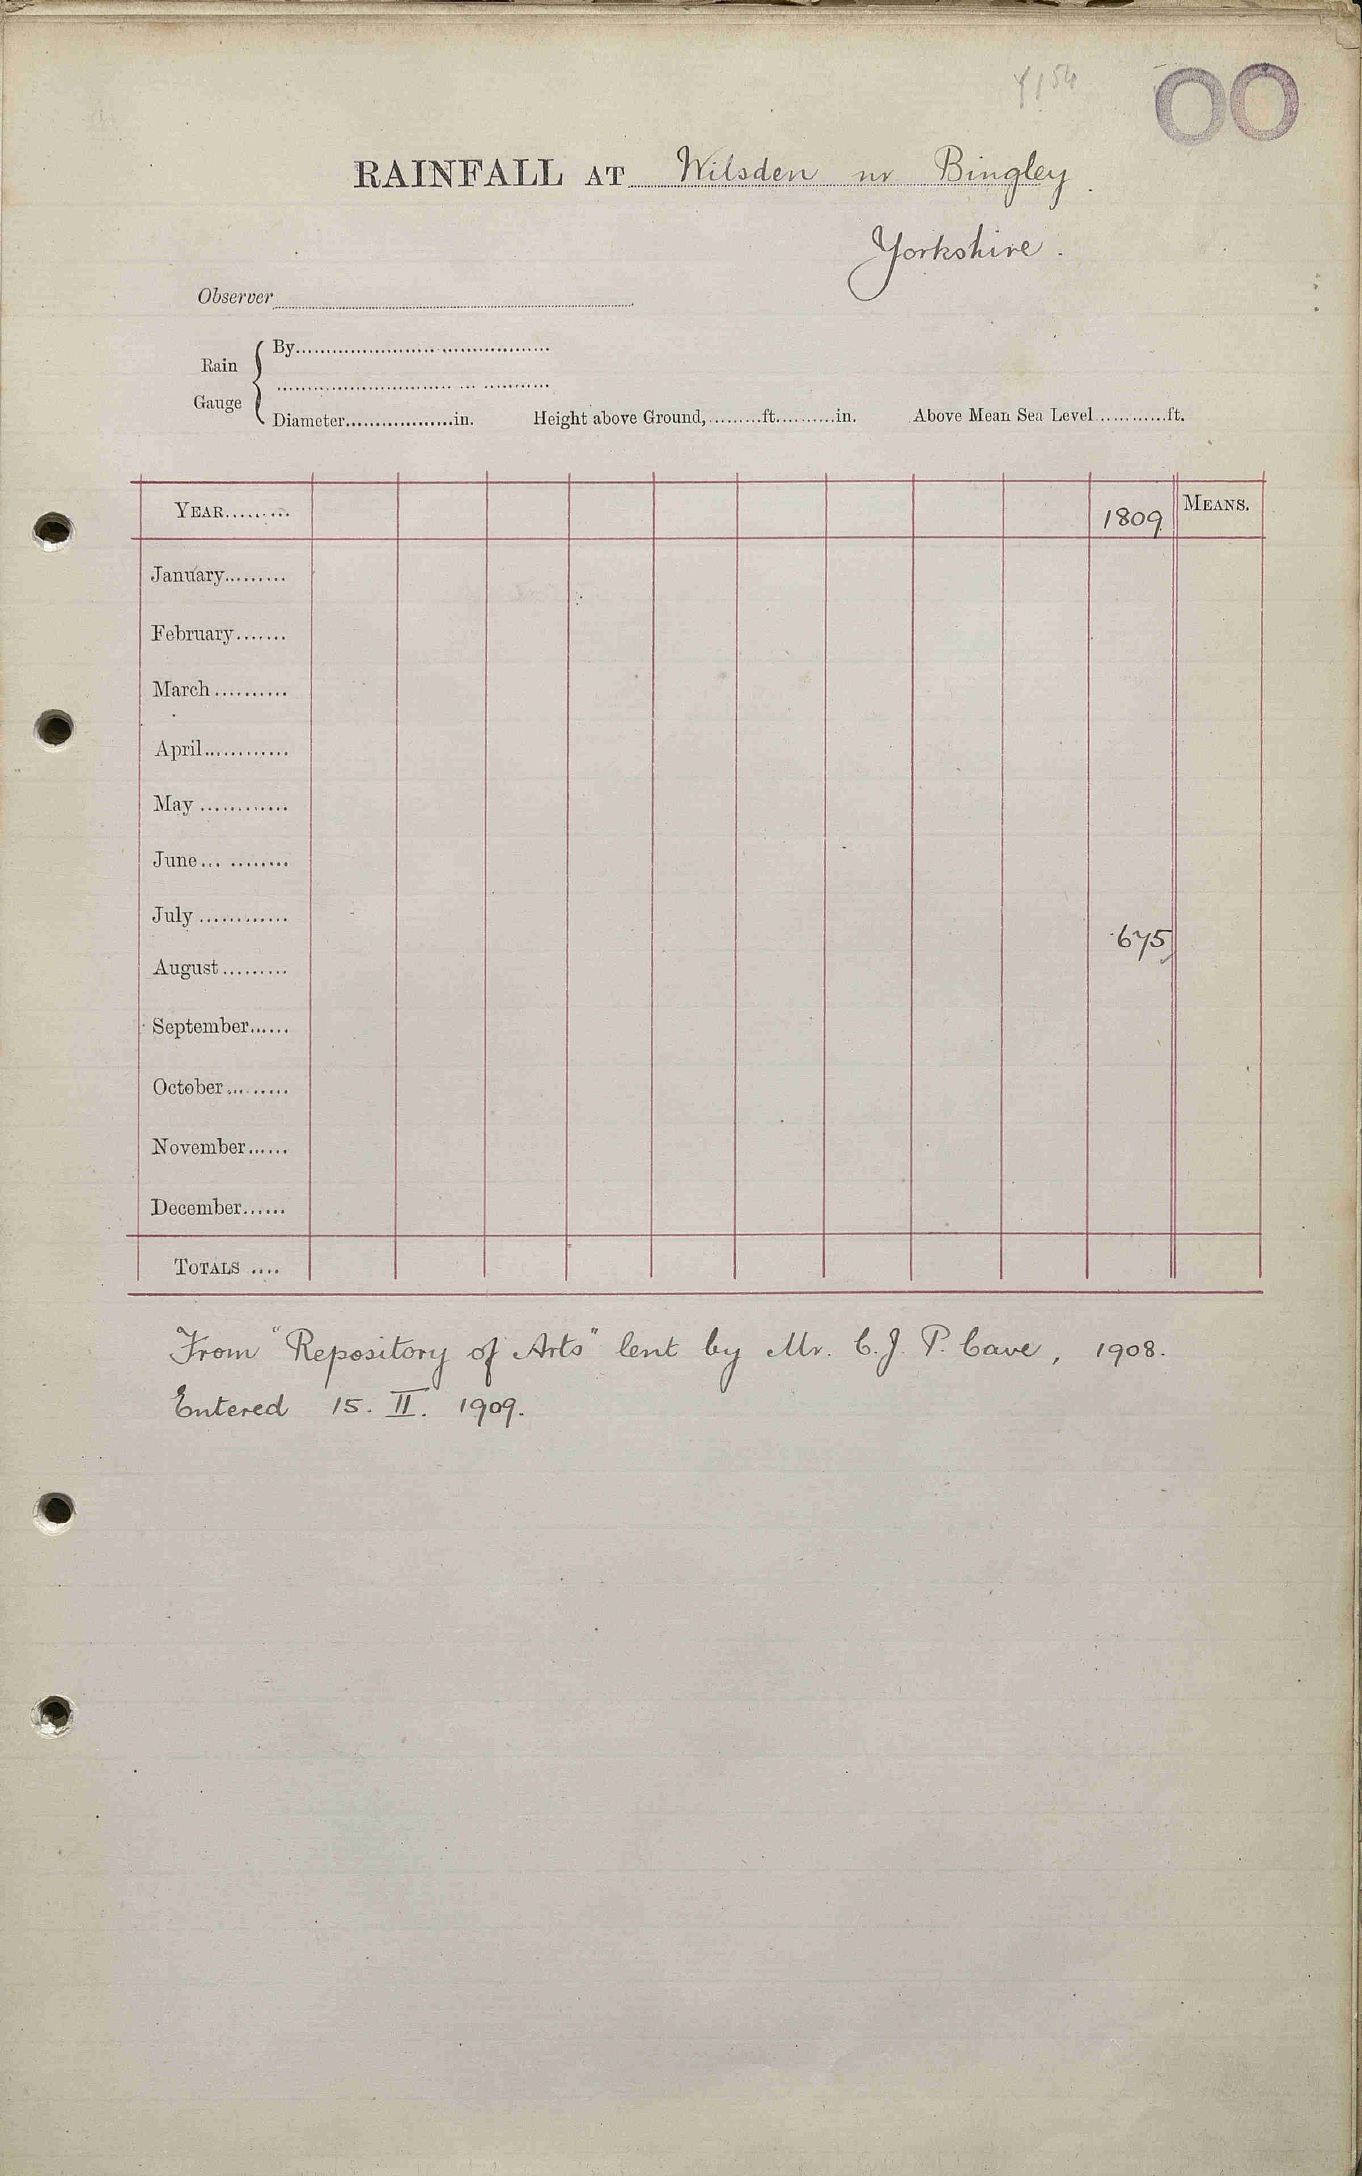 Y154
OO
RAINFALL AT Wilsden nr Bingley.
Yorkshire.
Observer
Rain Gauge
By
Diameter in. Height above Ground, ft. in. Above Mean Sea Level ft.
YEAR 1809 MEANS.
January
February
March
April
May
June
July
.675
August
September
October
November
December
TOTALS
From "Repository of Arts" lent by Mr. C. J. P. Cave, 1908.
Entered 15. II. 1909.